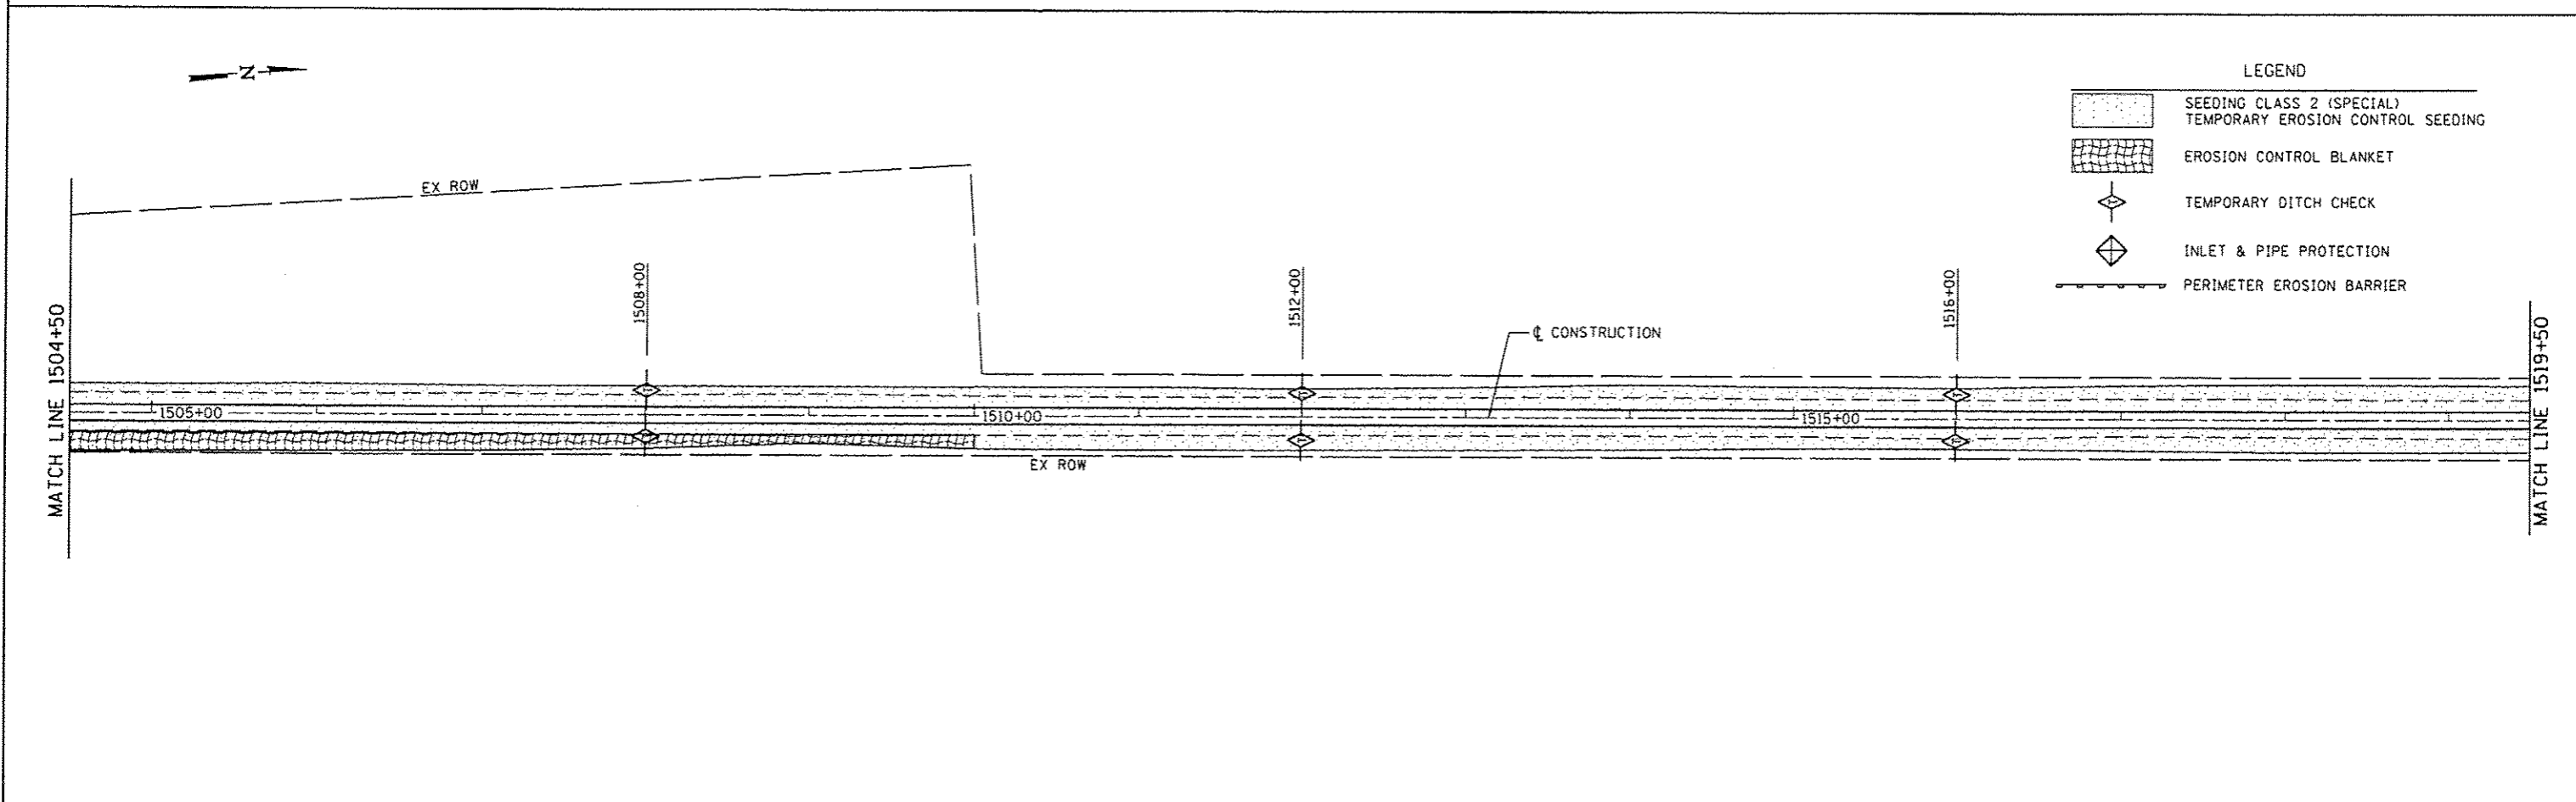 N
LEGEND
SEEDING CLASS 2 (SPECIAL)
TEMPORARY EROSION CONTROL SEEDING
EROSION CONTROL BLANKET
TEMPORARY DITCH CHECK
INLET & PIPE PROTECTION
PERIMETER EROSION BARRIER
EX ROW
MATCH LINE 1504+50
1508+00
1512+00
1516+00
MATCH LINE 1519+50
℄ CONSTRUCTION
1505+00
1510+00
1515+00
T
T
T
T
T
T
EX ROW